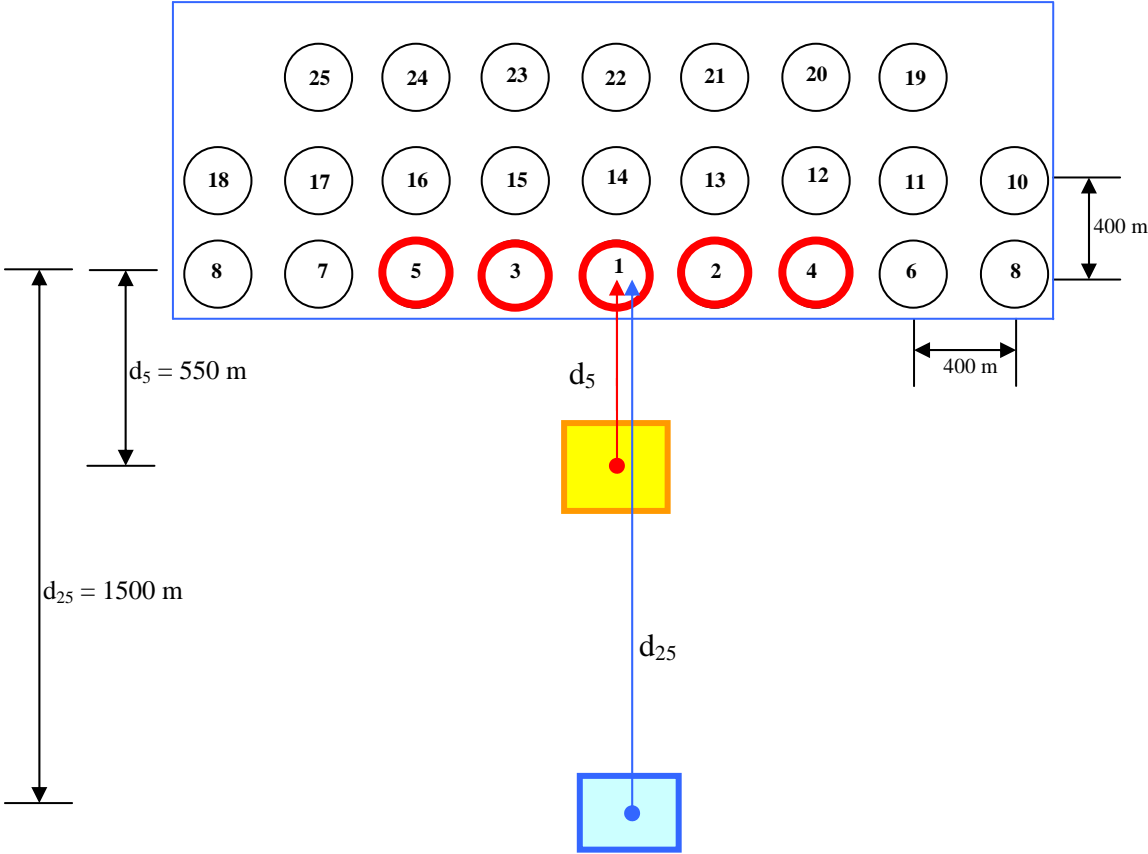 25 24 23 22 21 20 19
18 17 16 15 14 13 12 11 10
400 m
8 7 5 3 1 2 4 6 8
400 m
d₅ = 550 m
d₅
d₂₅ = 1500 m
d₂₅